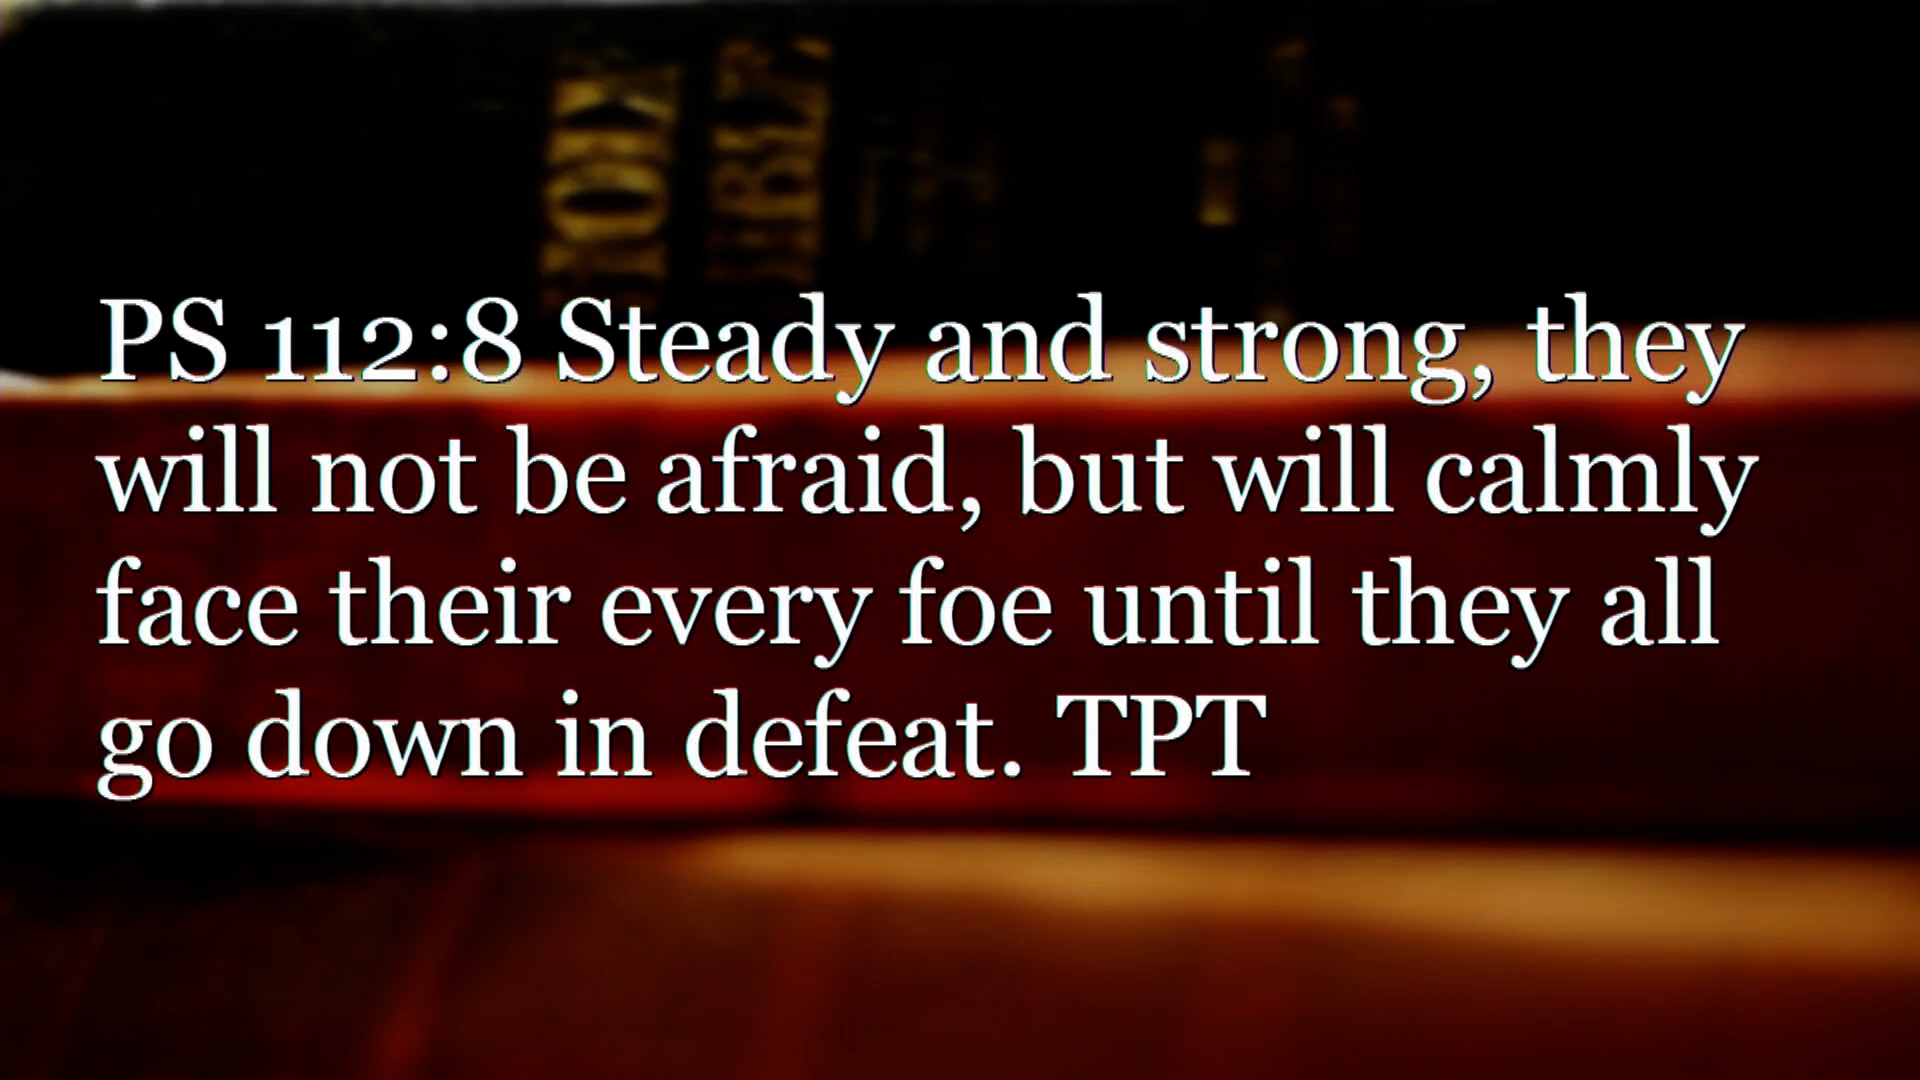 PS 112:8 Steady and strong, they
will not be afraid, but will calmly
face their every foe until they all
go down in defeat. TPT